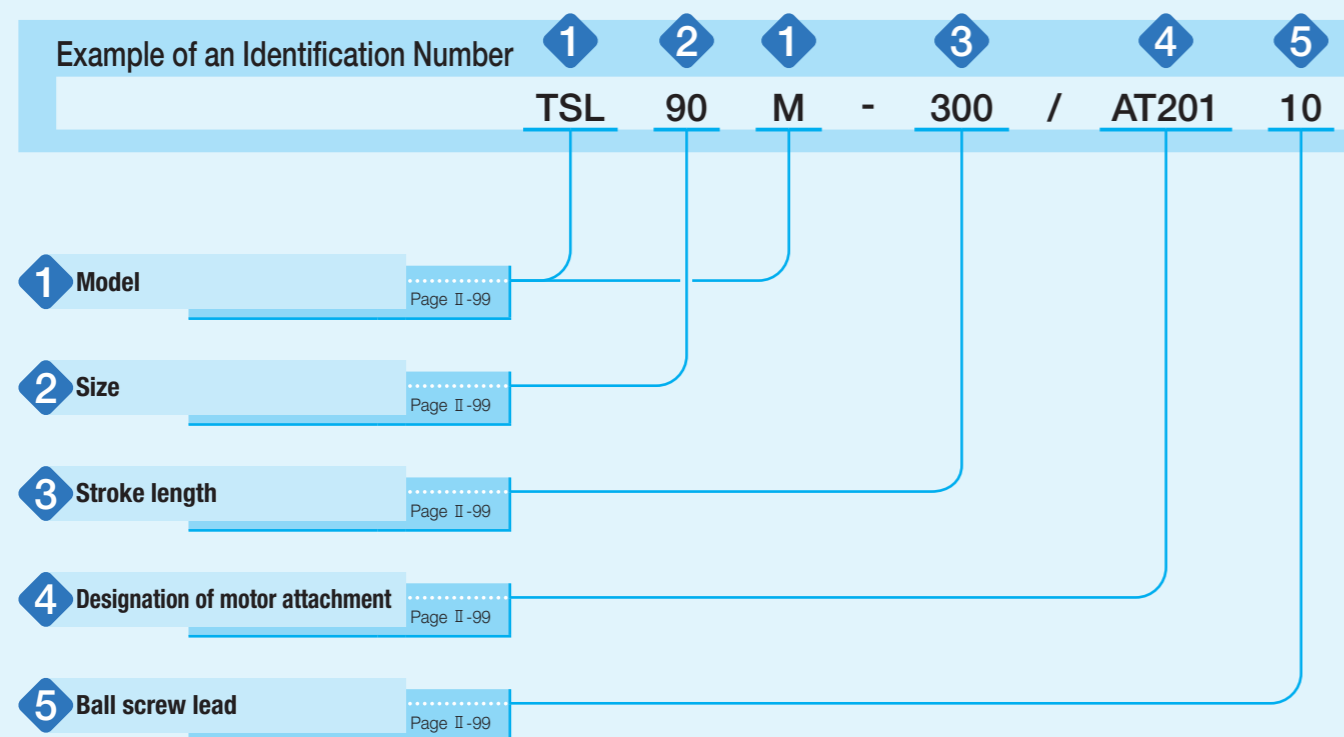 Example of an Identification Number 1 2 1 3 4 5
TSL 90 M - 300 / AT201 10
1 Model
Page Ⅱ-99
2 Size
Page Ⅱ-99
3 Stroke length
Page Ⅱ-99
4 Designation of motor attachment
Page Ⅱ-99
5 Ball screw lead
Page Ⅱ-99